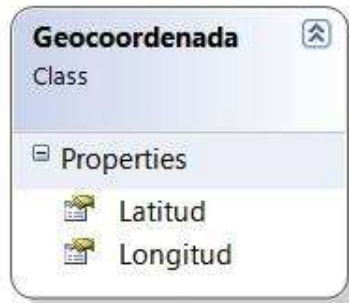 Geocoordenada
Class
Properties
Latitud
Longitud